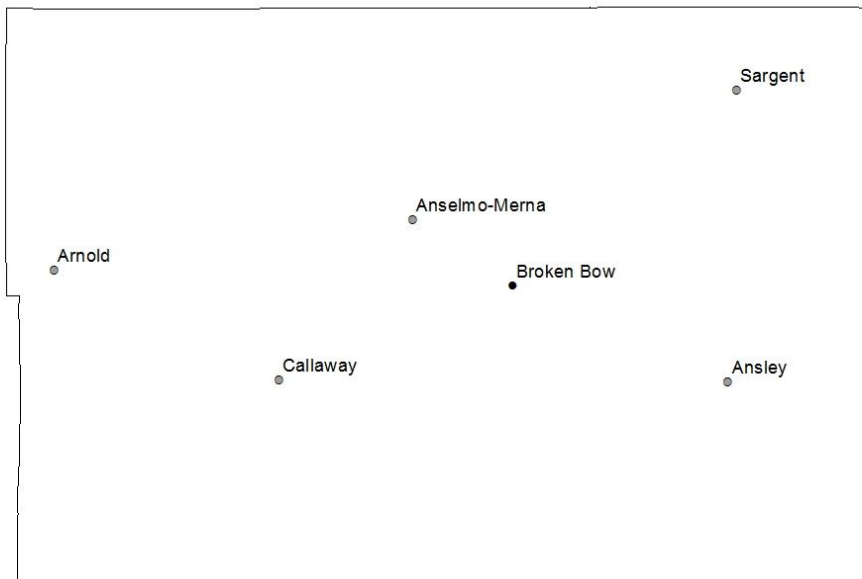 Sargent
Anselmo-Merna
Arnold
Broken Bow
Callaway
Ansley